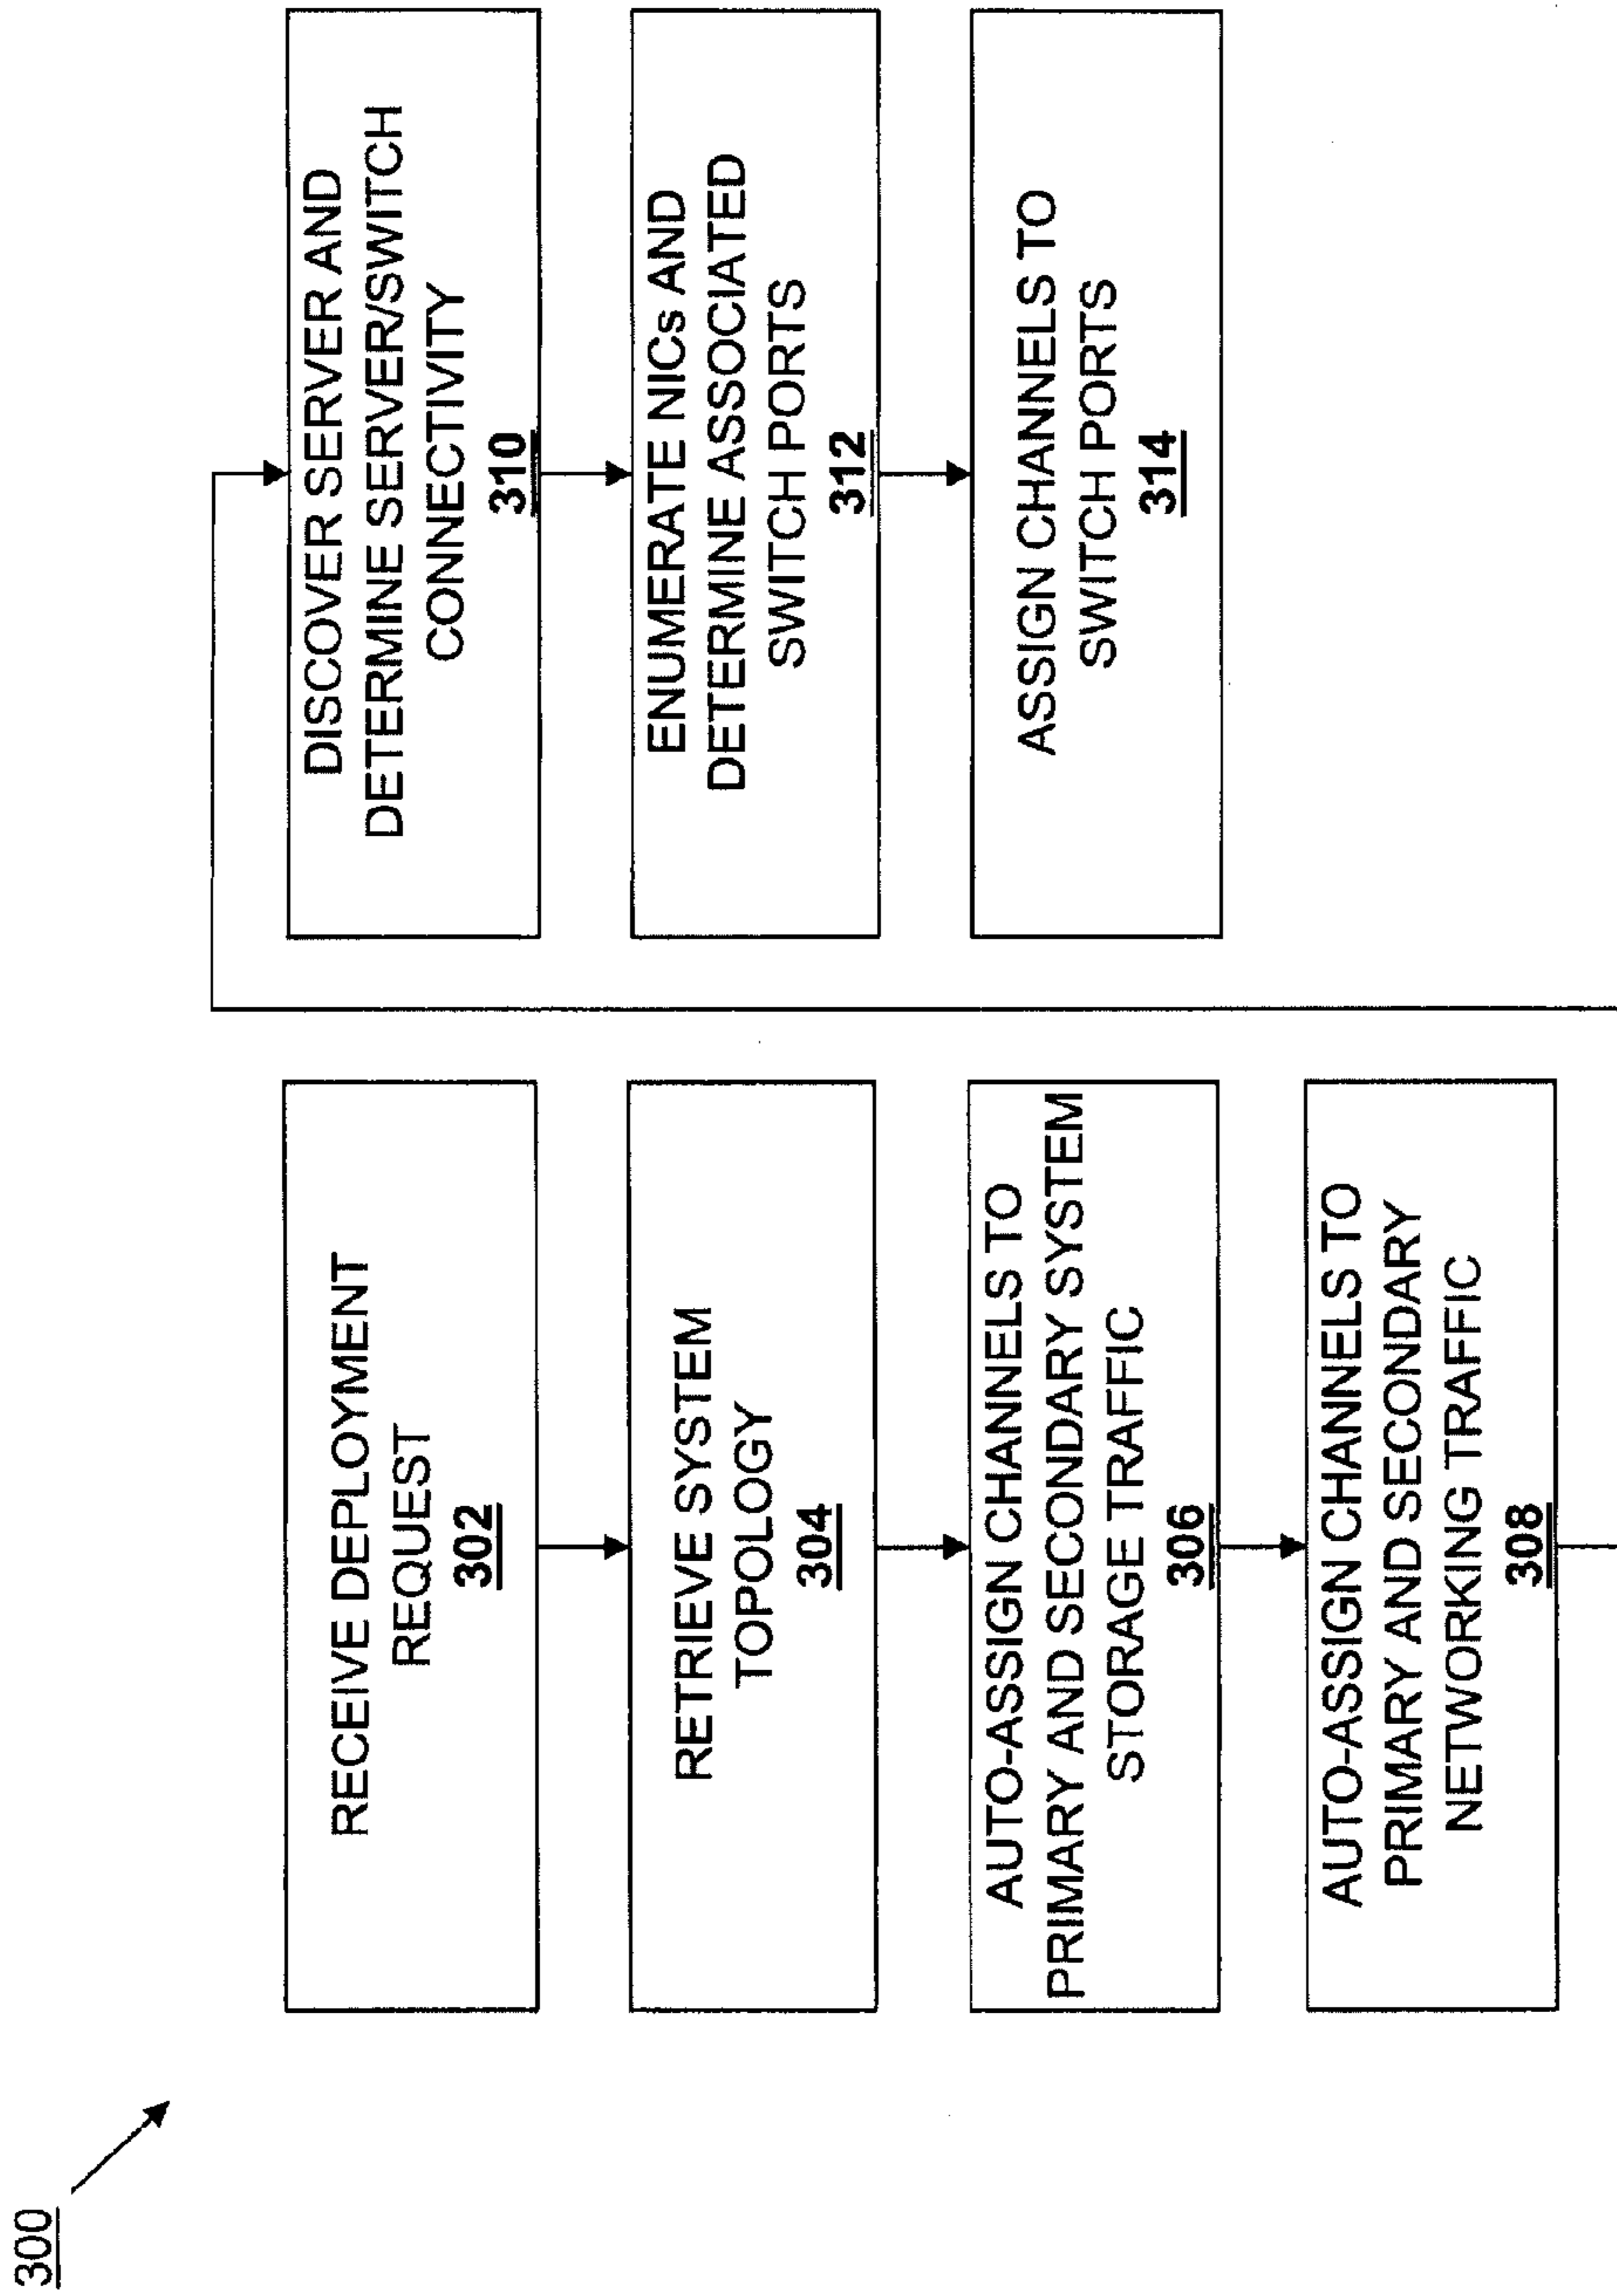 300
RECEIVE DEPLOYMENT
REQUEST
302
RETRIEVE SYSTEM
TOPOLOGY
304
AUTO-ASSIGN CHANNELS TO
PRIMARY AND SECONDARY SYSTEM
STORAGE TRAFFIC
306
AUTO-ASSIGN CHANNELS TO
PRIMARY AND SECONDARY
NETWORKING TRAFFIC
308
DISCOVER SERVER AND
DETERMINE SERVER/SWITCH
CONNECTIVITY
310
ENUMERATE NICs AND
DETERMINE ASSOCIATED
SWITCH PORTS
312
ASSIGN CHANNELS TO
SWITCH PORTS
314